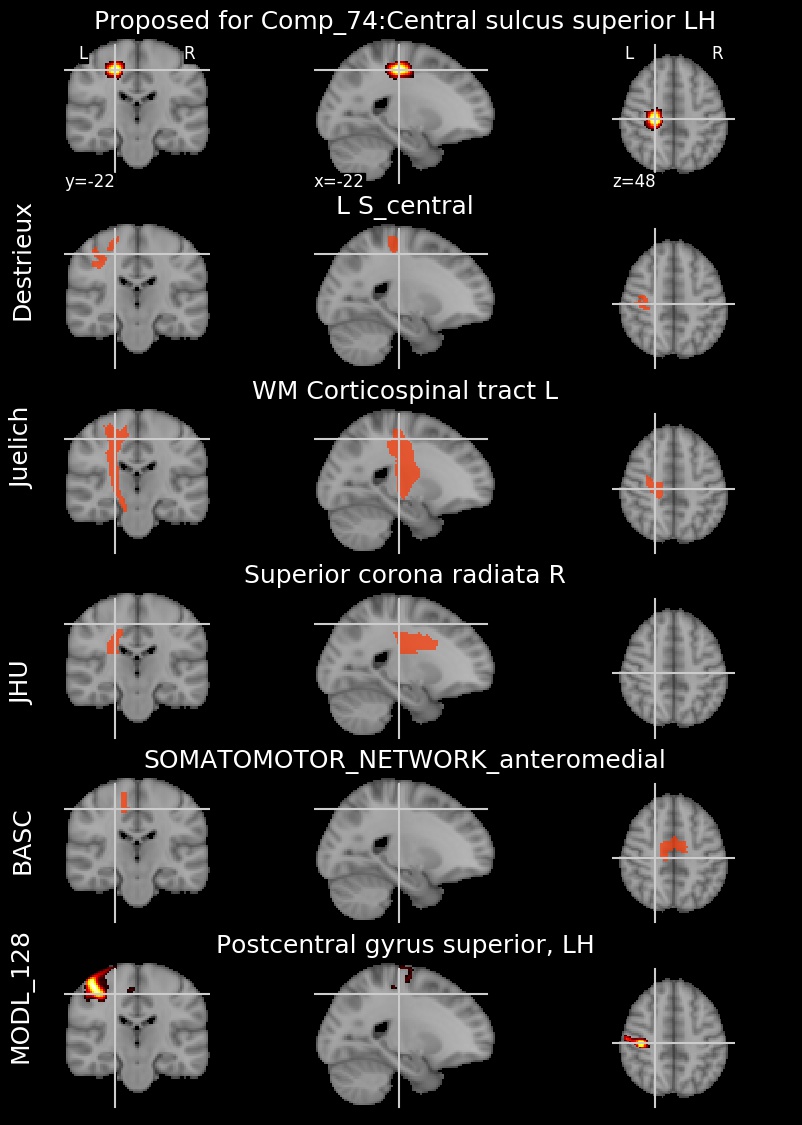 Proposed for Comp_74:Central sulcus superior LH
L R L R
y=-22 x=-22 z=48
L S_central
Destrieux
WM Corticospinal tract L
Juelich
Superior corona radiata R
JHU
SOMATOMOTOR_NETWORK_anteromedial
BASC
Postcentral gyrus superior, LH
MODL_128